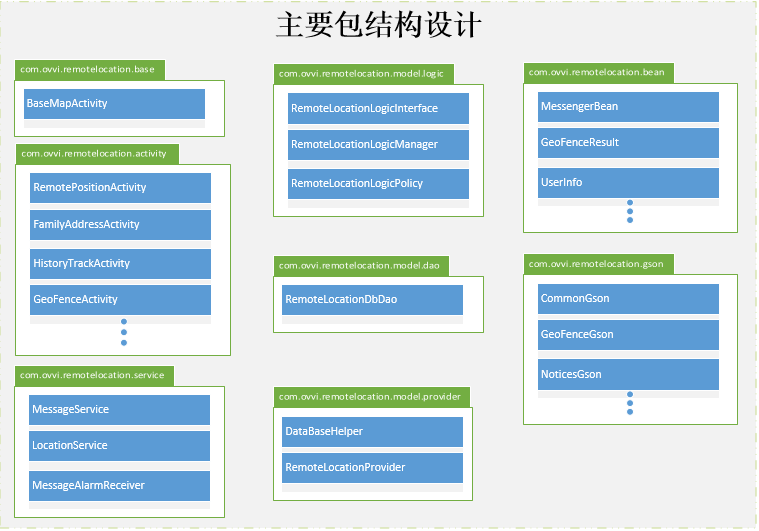 主要包结构设计
com.ovvi.remotelocation.base
BaseMapActivity
com.ovvi.remotelocation.activity
RemotePositionActivity
FamilyAddressActivity
HistoryTrackActivity
GeoFenceActivity
com.ovvi.remotelocation.service
MessageService
LocationService
MessageAlarmReceiver
com.ovvi.remotelocation.model.logic
RemoteLocationLogicInterface
RemoteLocationLogicManager
RemoteLocationLogicPolicy
com.ovvi.remotelocation.model.dao
RemoteLocationDbDao
com.ovvi.remotelocation.model.provider
DataBaseHelper
RemoteLocationProvider
com.ovvi.remotelocation.bean
MessengerBean
GeoFenceResult
UserInfo
com.ovvi.remotelocation.gson
CommonGson
GeoFenceGson
NoticesGson